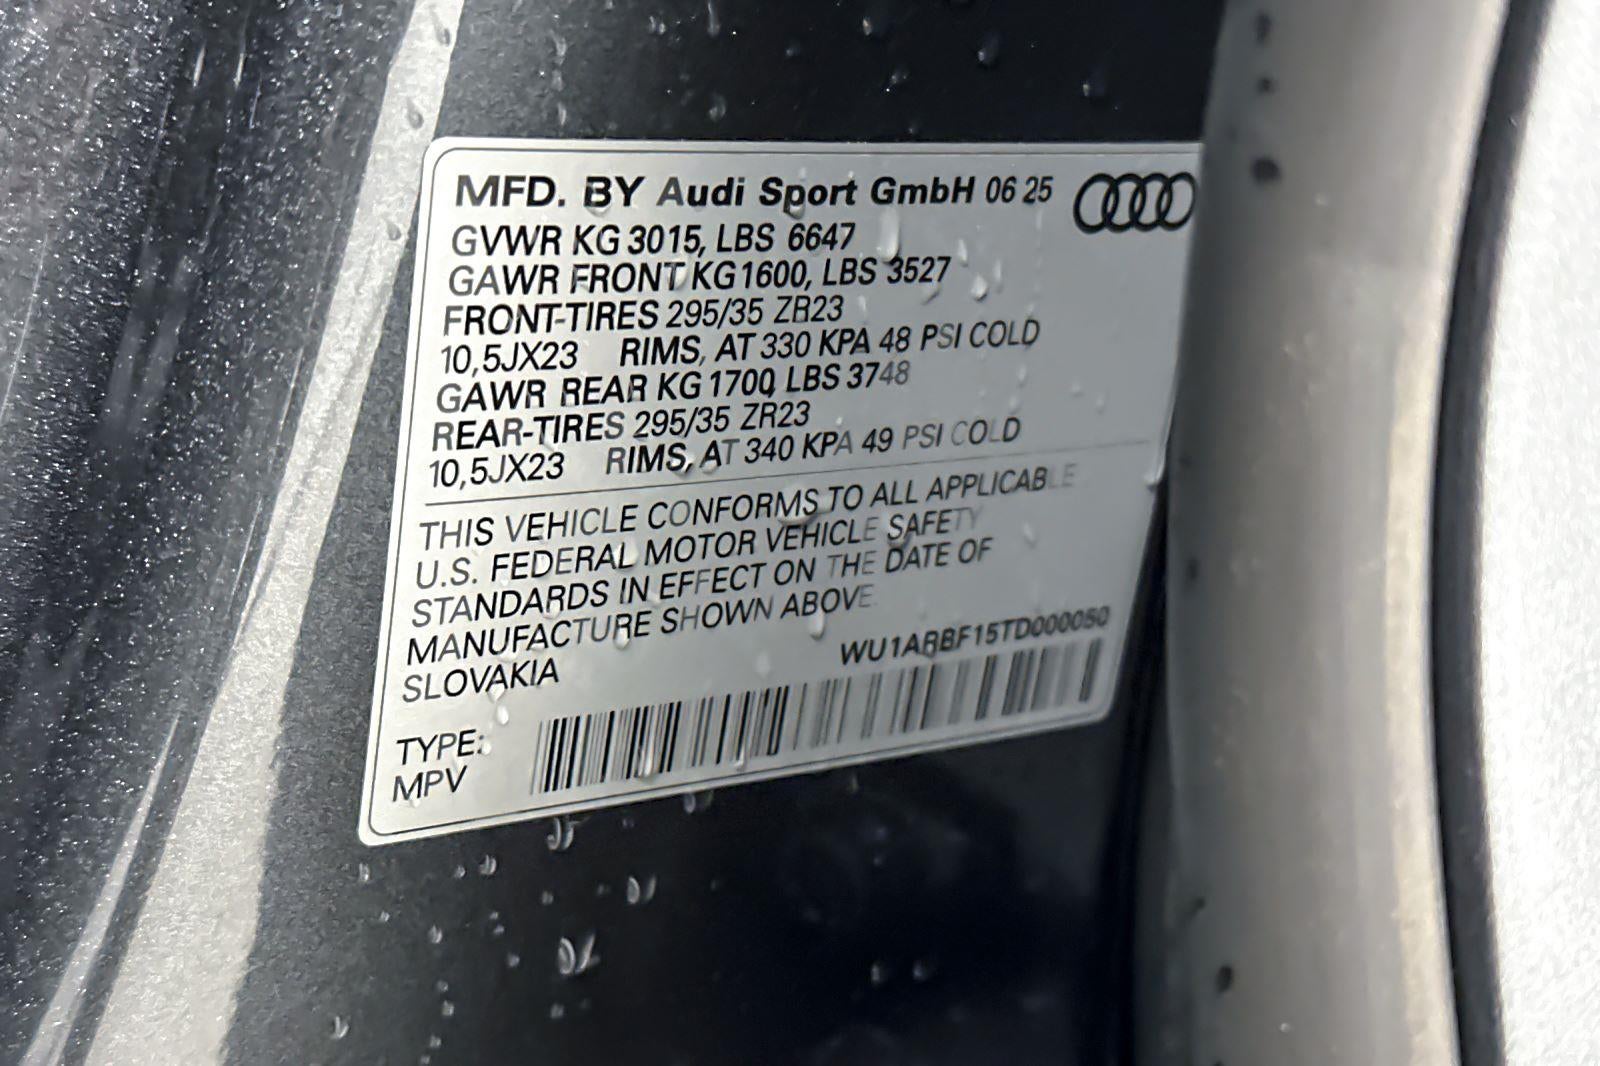 MFD. BY Audi Sport GmbH 06 25
GVWR KG 3015, LBS 6647
GAWR FRONT KG 1600, LBS 3527
FRONT-TIRES 295/35 ZR23
10,5JX23 RIMS, AT 330 KPA 48 PSI COLD
GAWR REAR KG 1700, LBS 3748
REAR-TIRES 295/35 ZR23
10,5JX23 RIMS, AT 340 KPA 49 PSI COLD
THIS VEHICLE CONFORMS TO ALL APPLICABLE
U.S. FEDERAL MOTOR VEHICLE SAFETY
STANDARDS IN EFFECT ON THE DATE OF
MANUFACTURE SHOWN ABOVE.
SLOVAKIA
WU1ARBF15TD000050
TYPE:
MPV